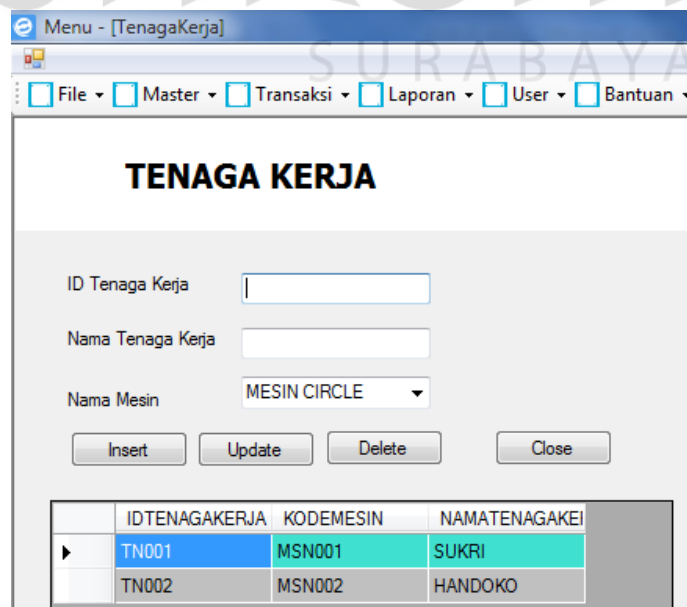 Menu - [TenagaKerja]
SURABAYA
File Master Transaksi Laporan User Bantuan
TENAGA KERJA
ID Tenaga Kerja
Nama Tenaga Kerja
Nama Mesin MESIN CIRCLE
Insert Update Delete Close
IDTENAGAKERJA KODEMESIN NAMATENAGAKEI
TN001 MSN001 SUKRI
TN002 MSN002 HANDOKO